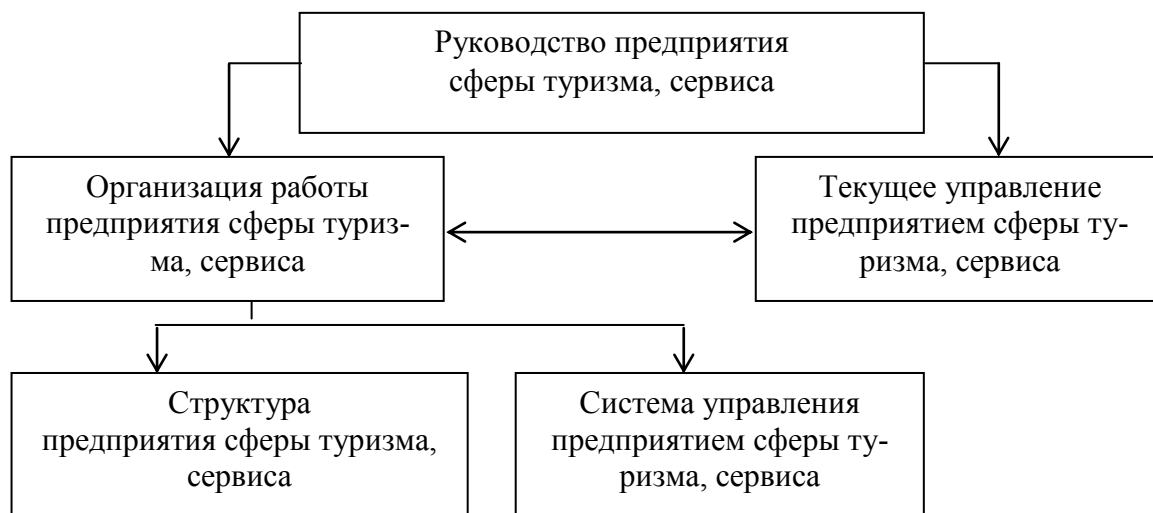 Руководство предприятия
сферы туризма, сервиса
Организация работы
предприятия сферы туриз-
ма, сервиса
Текущее управление
предприятием сферы ту-
ризма, сервиса
Структура
предприятия сферы туризма,
сервиса
Система управления
предприятием сферы ту-
ризма, сервиса